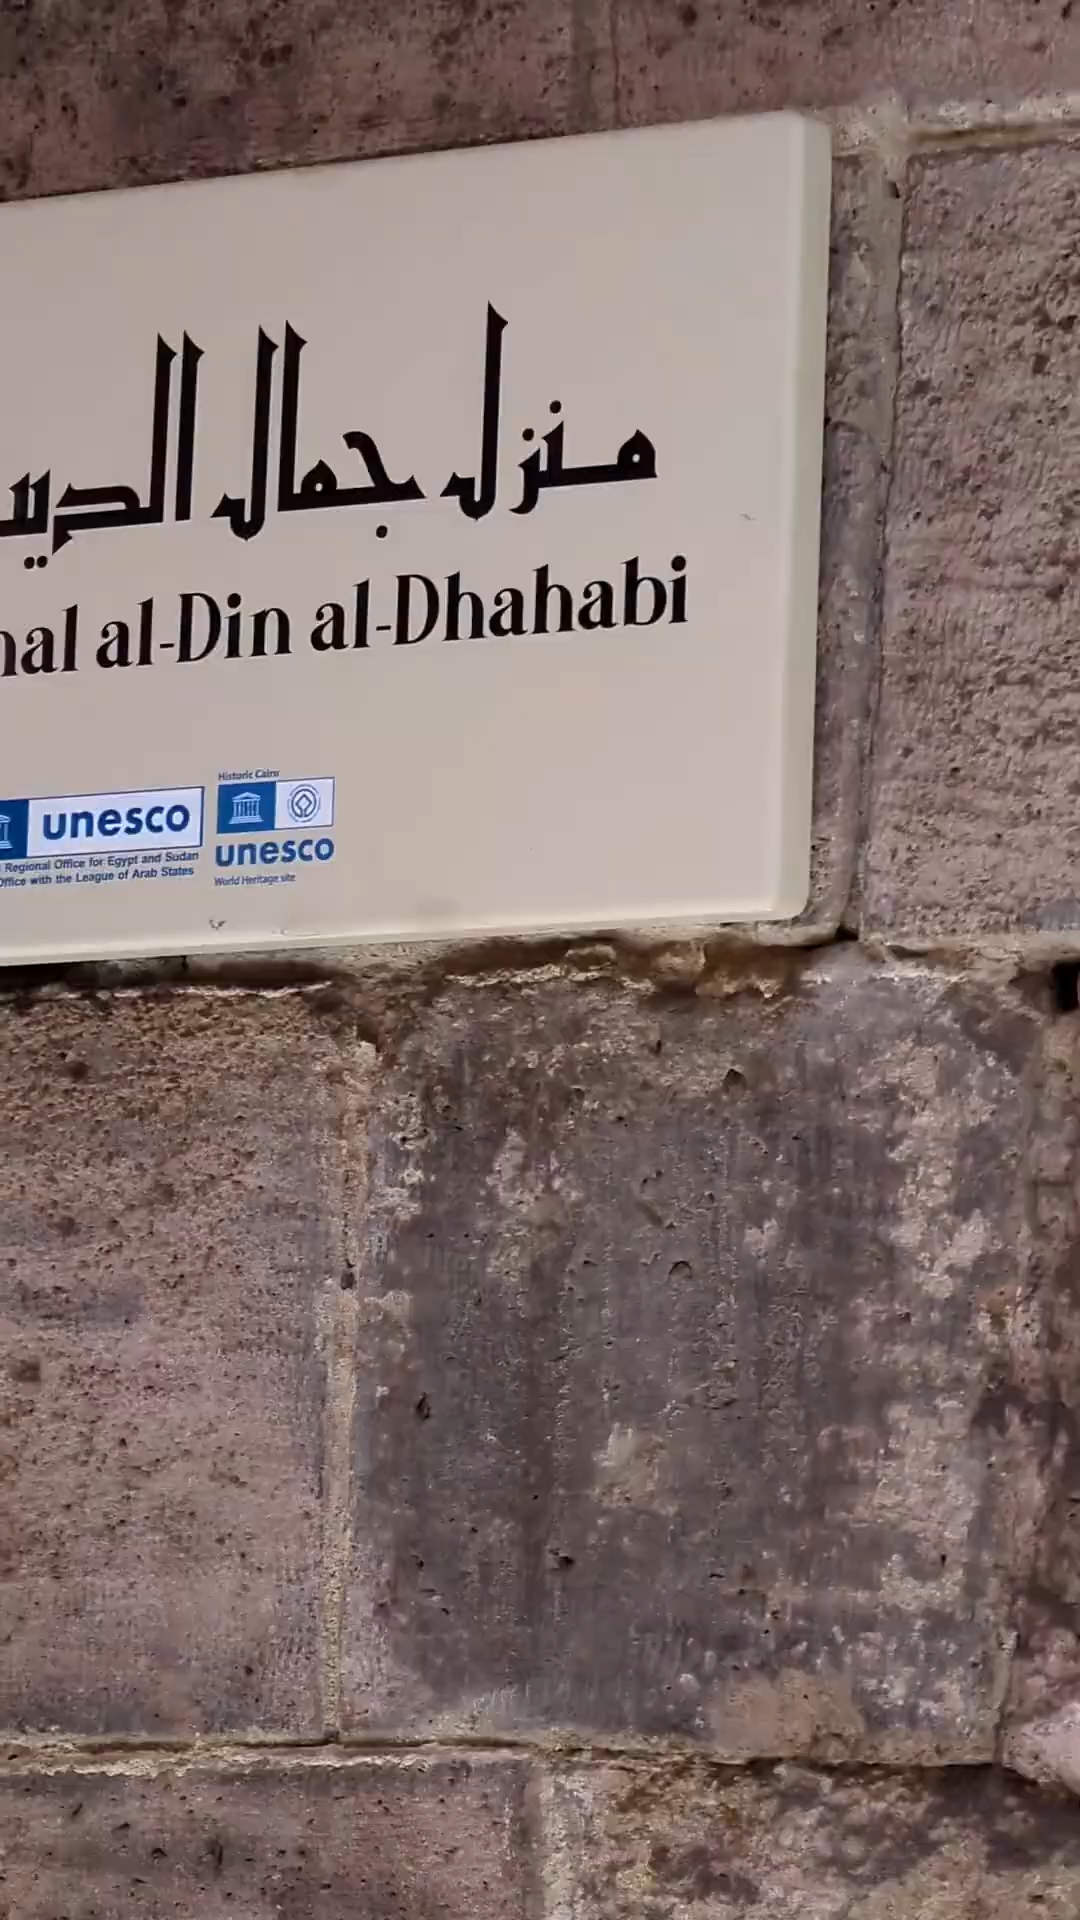 منزل جمال الدين
al al-Din al-Dhahabi
unesco
Regional Office for Egypt and Sudan
Office with the League of Arab States
Historic Cairo
unesco
World Heritage site